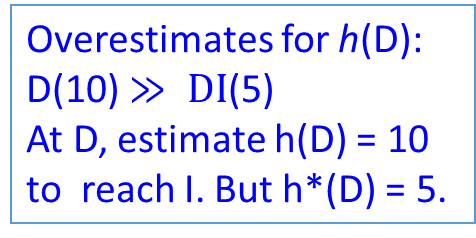 Overestimates for h(D):
D(10) ≫ DI(5)
At D, estimate h(D) = 10
to reach I. But h*(D) = 5.